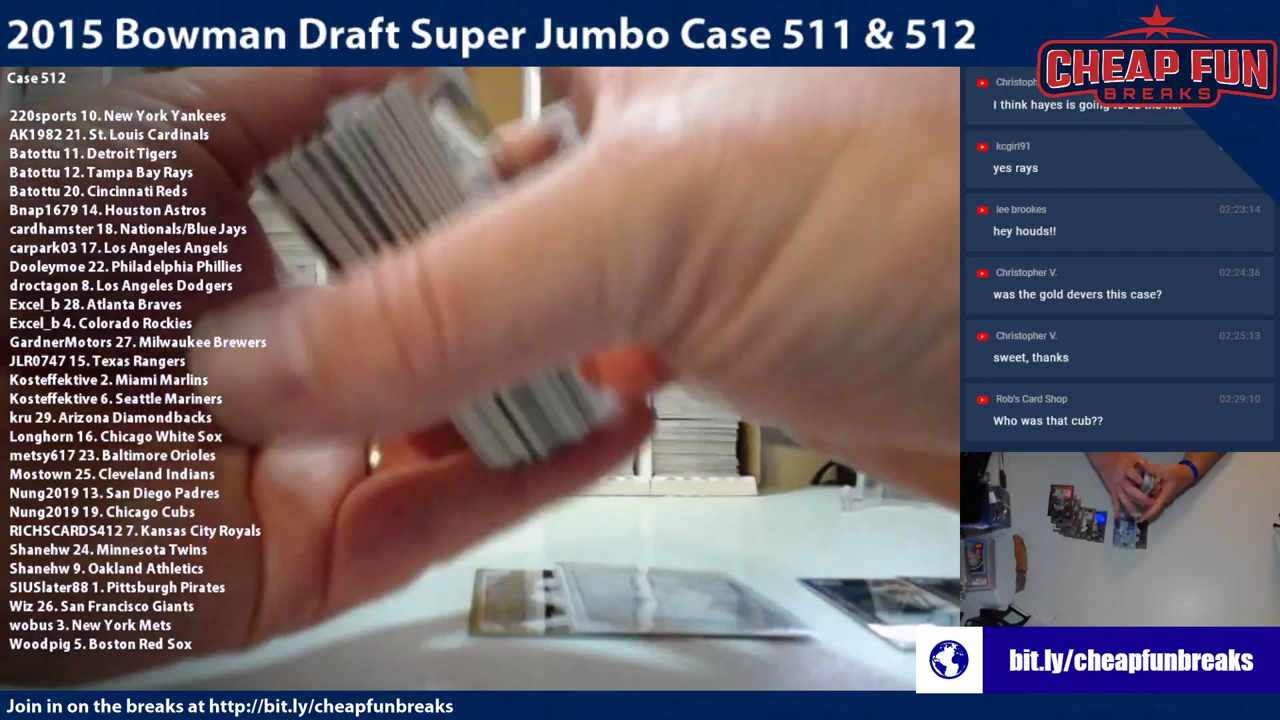 2015 Bowman Draft Super Jumbo Case 511 & 512
CHEAP FUN
BREAKS
Case 512
220sports 10. New York Yankees
AK1982 21. St. Louis Cardinals
Batottu 11. Detroit Tigers
Batottu 12. Tampa Bay Rays
Batottu 20. Cincinnati Reds
Bnap1679 14. Houston Astros
cardhamster 18. Nationals/Blue Jays
carpark03 17. Los Angeles Angels
Dooleymoe 22. Philadelphia Phillies
droctagon 8. Los Angeles Dodgers
Excel_b 28. Atlanta Braves
Excel_b 4. Colorado Rockies
GardnerMotors 27. Milwaukee Brewers
JLR0747 15. Texas Rangers
Kosteffektive 2. Miami Marlins
Kosteffektive 6. Seattle Mariners
kru 29. Arizona Diamondbacks
Longhorn 16. Chicago White Sox
metsy617 23. Baltimore Orioles
Mostown 25. Cleveland Indians
Nung2019 13. San Diego Padres
Nung2019 19. Chicago Cubs
RICHSCARDS412 7. Kansas City Royals
Shanehw 24. Minnesota Twins
Shanehw 9. Oakland Athletics
SIUSlater88 1. Pittsburgh Pirates
Wiz 26. San Francisco Giants
wobus 3. New York Mets
Woodpig 5. Boston Red Sox
Christoph
I think hayes is going to be the
kcgirl91
yes rays
lee brookes 02:23:14
hey houds!!
Christopher V. 02:24:36
was the gold devers this case?
Christopher V. 02:25:13
sweet, thanks
Rob's Card Shop 02:29:10
Who was that cub??
bit.ly/cheapfunbreaks
Join in on the breaks at http://bit.ly/cheapfunbreaks